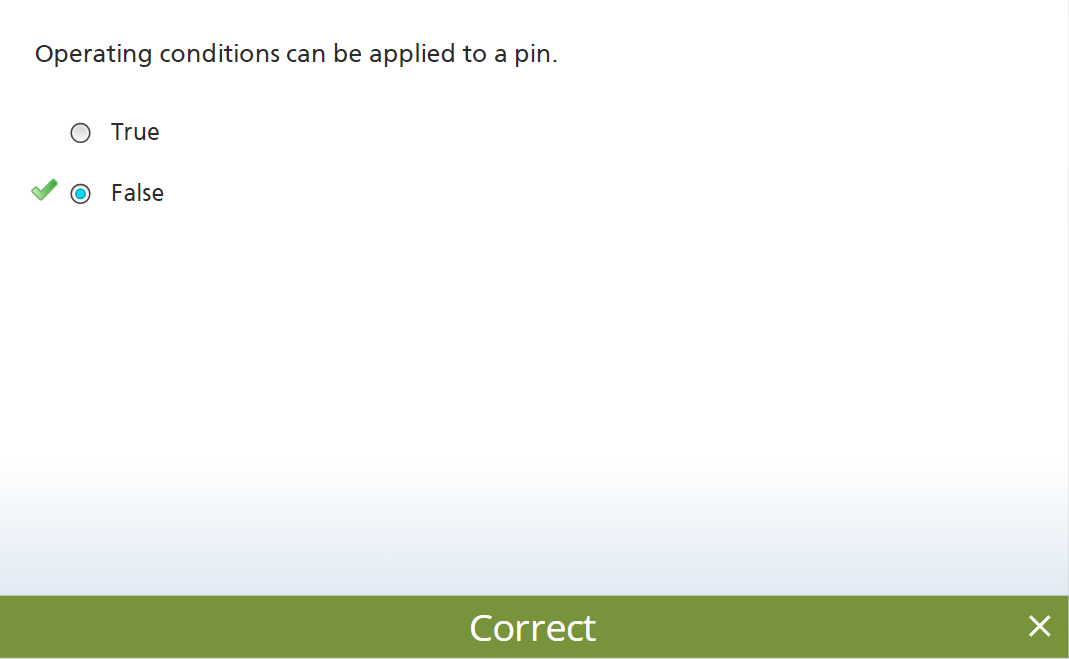 Operating conditions can be applied to a pin.
True
False
Correct